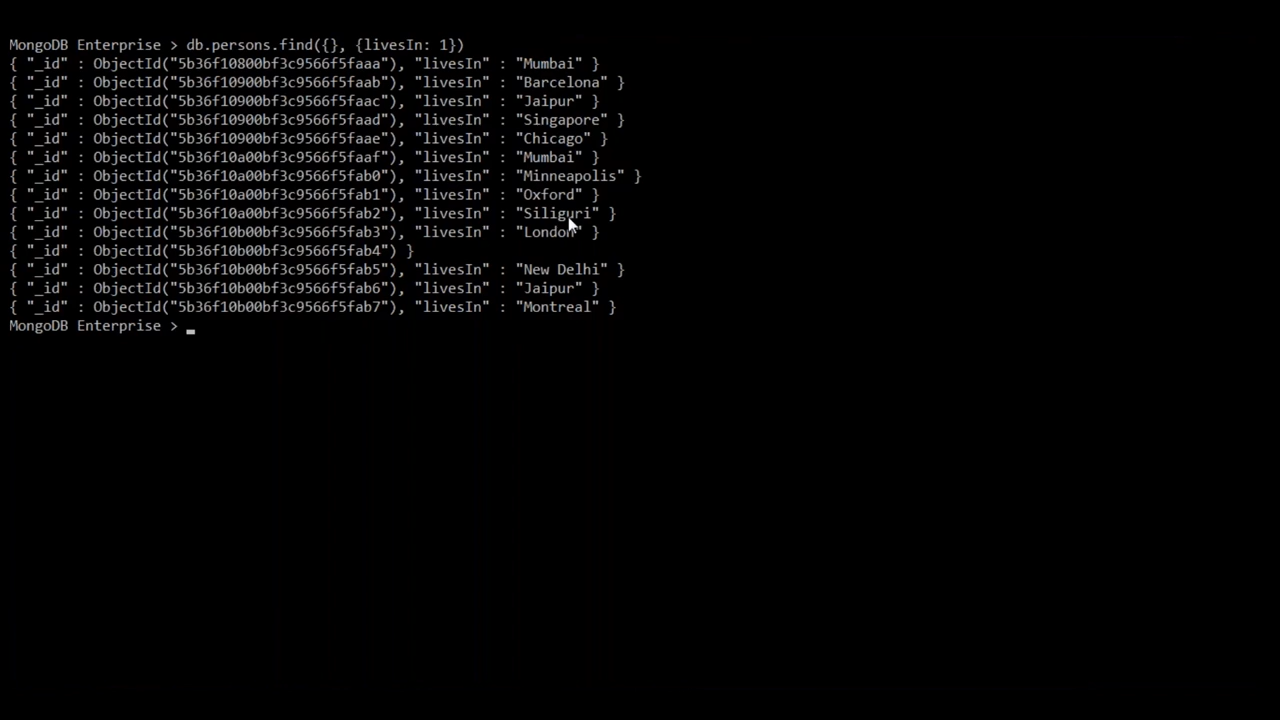 MongoDB Enterprise > db.persons.find({}, {livesIn: 1})
{ "_id" : ObjectId("5b36f10800bf3c9566f5faaa"), "livesIn" : "Mumbai" }
{ "_id" : ObjectId("5b36f10900bf3c9566f5faab"), "livesIn" : "Barcelona" }
{ "_id" : ObjectId("5b36f10900bf3c9566f5faac"), "livesIn" : "Jaipur" }
{ "_id" : ObjectId("5b36f10900bf3c9566f5faad"), "livesIn" : "Singapore" }
{ "_id" : ObjectId("5b36f10900bf3c9566f5faae"), "livesIn" : "Chicago" }
{ "_id" : ObjectId("5b36f10a00bf3c9566f5faaf"), "livesIn" : "Mumbai" }
{ "_id" : ObjectId("5b36f10a00bf3c9566f5fab0"), "livesIn" : "Minneapolis" }
{ "_id" : ObjectId("5b36f10a00bf3c9566f5fab1"), "livesIn" : "Oxford" }
{ "_id" : ObjectId("5b36f10a00bf3c9566f5fab2"), "livesIn" : "Siliguri" }
{ "_id" : ObjectId("5b36f10b00bf3c9566f5fab3"), "livesIn" : "London" }
{ "_id" : ObjectId("5b36f10b00bf3c9566f5fab4") }
{ "_id" : ObjectId("5b36f10b00bf3c9566f5fab5"), "livesIn" : "New Delhi" }
{ "_id" : ObjectId("5b36f10b00bf3c9566f5fab6"), "livesIn" : "Jaipur" }
{ "_id" : ObjectId("5b36f10b00bf3c9566f5fab7"), "livesIn" : "Montreal" }
MongoDB Enterprise > _